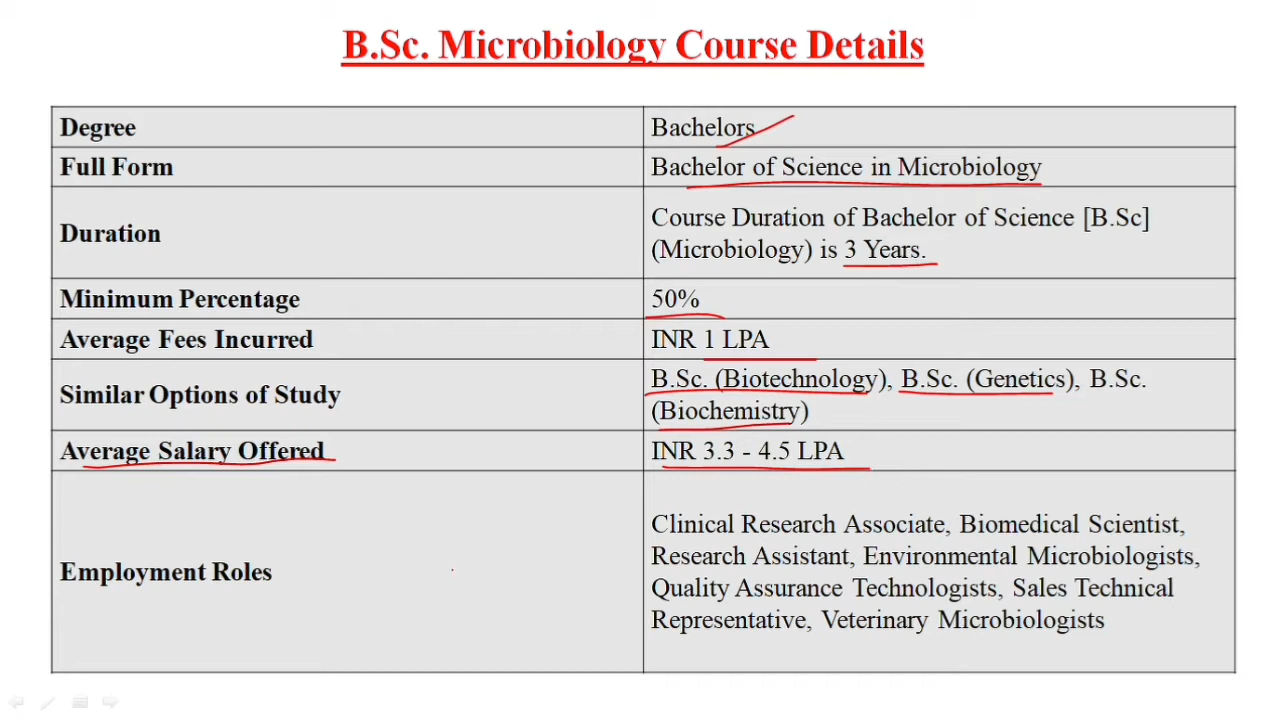 B.Sc. Microbiology Course Details
Degree
Bachelors
Full Form
Bachelor of Science in Microbiology
Duration
Course Duration of Bachelor of Science [B.Sc]
(Microbiology) is 3 Years.
Minimum Percentage
50%
Average Fees Incurred
INR 1 LPA
Similar Options of Study
B.Sc. (Biotechnology), B.Sc. (Genetics), B.Sc.
(Biochemistry)
Average Salary Offered
INR 3.3 - 4.5 LPA
Employment Roles
Clinical Research Associate, Biomedical Scientist,
Research Assistant, Environmental Microbiologists,
Quality Assurance Technologists, Sales Technical
Representative, Veterinary Microbiologists